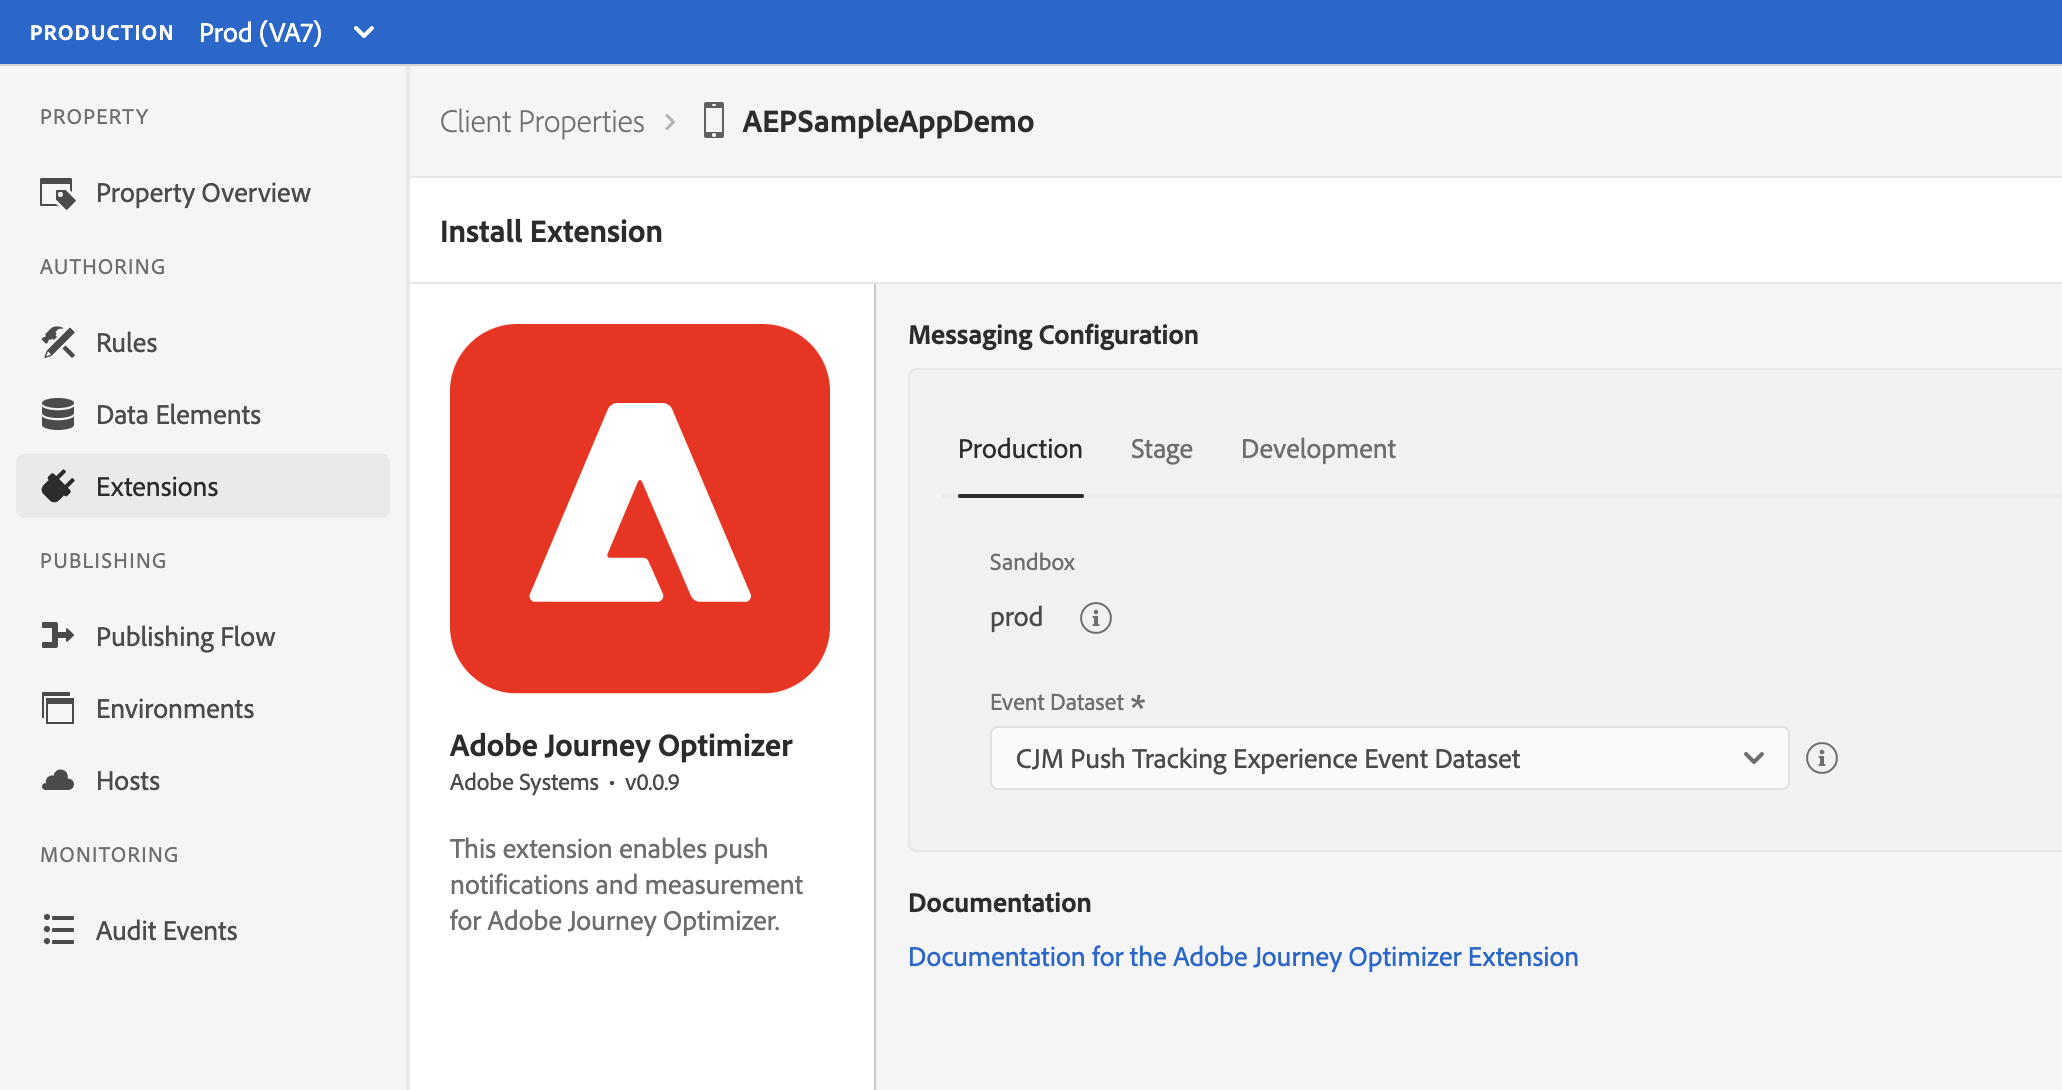 PRODUCTION Prod (VA7)
PROPERTY
Property Overview
AUTHORING
Rules
Data Elements
Extensions
PUBLISHING
Publishing Flow
Environments
Hosts
MONITORING
Audit Events
Client Properties > AEPSampleAppDemo
Install Extension
Adobe Journey Optimizer
Adobe Systems · v0.0.9
This extension enables push
notifications and measurement
for Adobe Journey Optimizer.
Messaging Configuration
Production Stage Development
Sandbox
prod
Event Dataset *
CJM Push Tracking Experience Event Dataset
Documentation
Documentation for the Adobe Journey Optimizer Extension